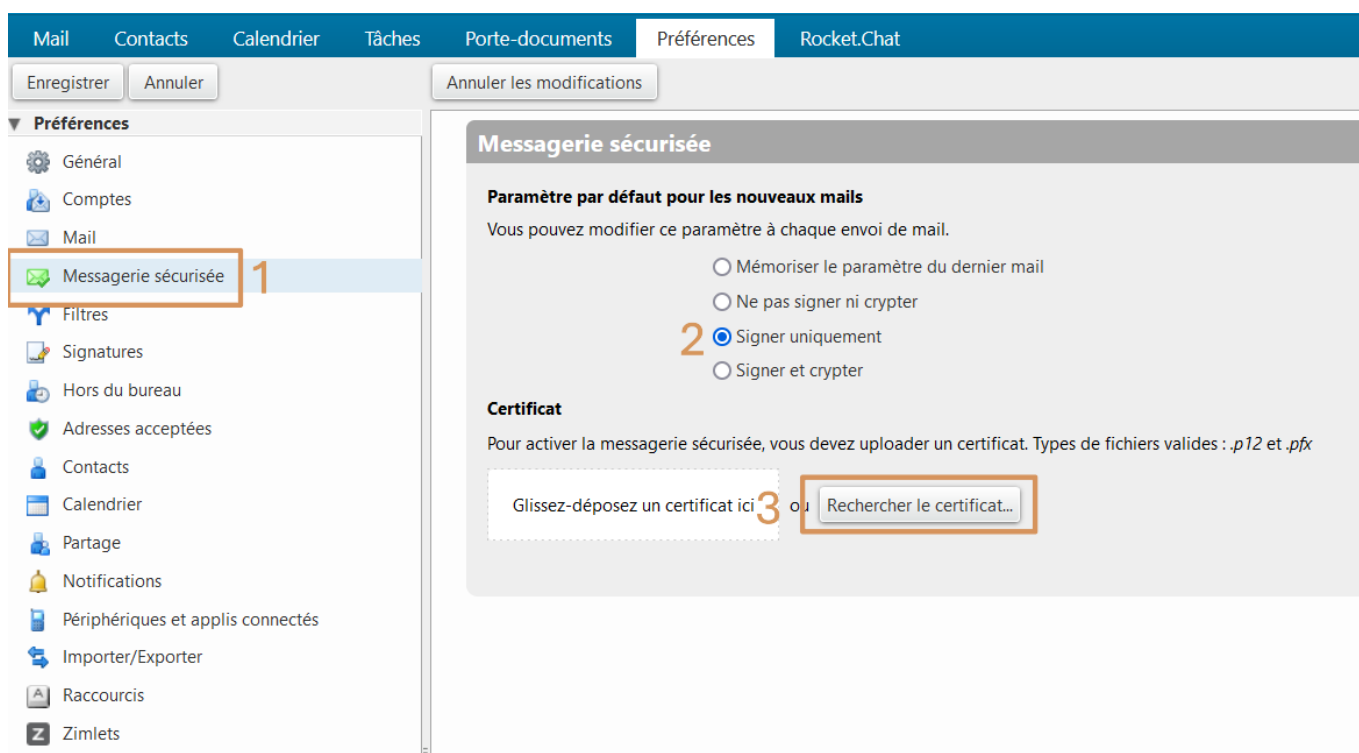 Mail Contacts Calendrier Tâches Porte-documents Préférences Rocket.Chat
Enregistrer Annuler Annuler les modifications
Préférences
Général
Comptes
Mail
Messagerie sécurisée 1
Filtres
Signatures
Hors du bureau
Adresses acceptées
Contacts
Calendrier
Partage
Notifications
Périphériques et applis connectés
Importer/Exporter
A Raccourcis
Z Zimlets
Messagerie sécurisée
Paramètre par défaut pour les nouveaux mails
Vous pouvez modifier ce paramètre à chaque envoi de mail.
Mémoriser le paramètre du dernier mail
Ne pas signer ni crypter
2 Signer uniquement
Signer et crypter
Certificat
Pour activer la messagerie sécurisée, vous devez uploader un certificat. Types de fichiers valides : .p12 et .pfx
Glissez-déposez un certificat ici 3 ou Rechercher le certificat...